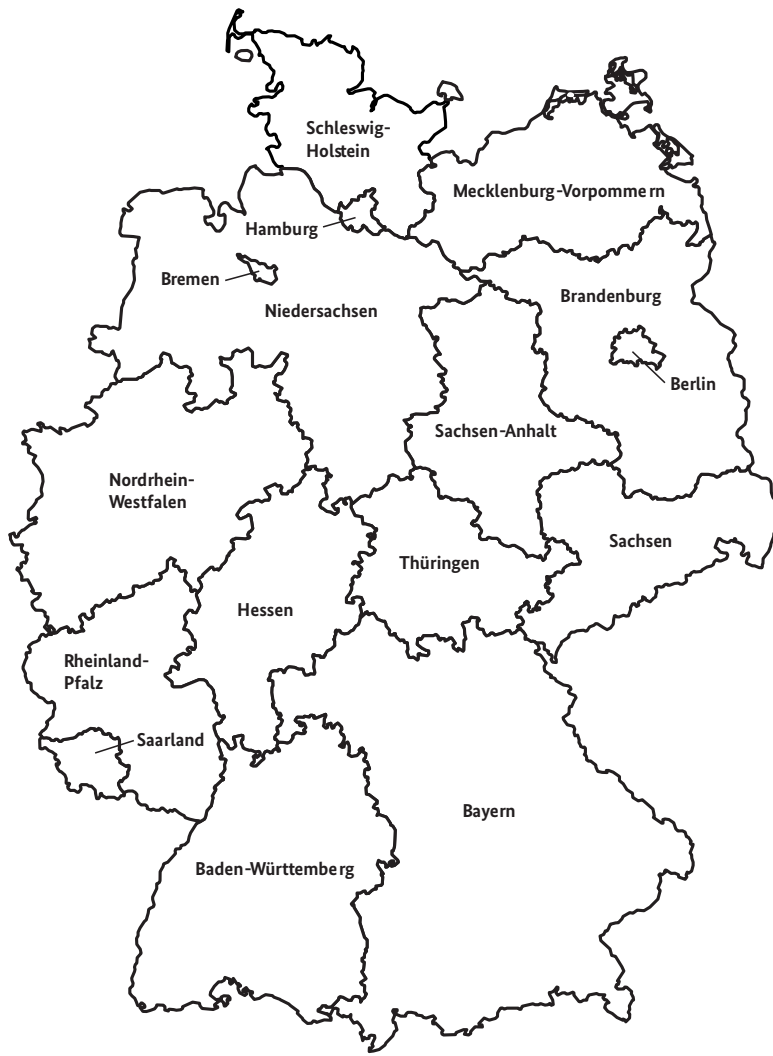 Schleswig-
Holstein
Mecklenburg-Vorpommern
Hamburg
Bremen
Niedersachsen
Brandenburg
Berlin
Sachsen-Anhalt
Nordrhein-
Westfalen
Sachsen
Thüringen
Hessen
Rheinland-
Pfalz
Saarland
Bayern
Baden-Württemberg